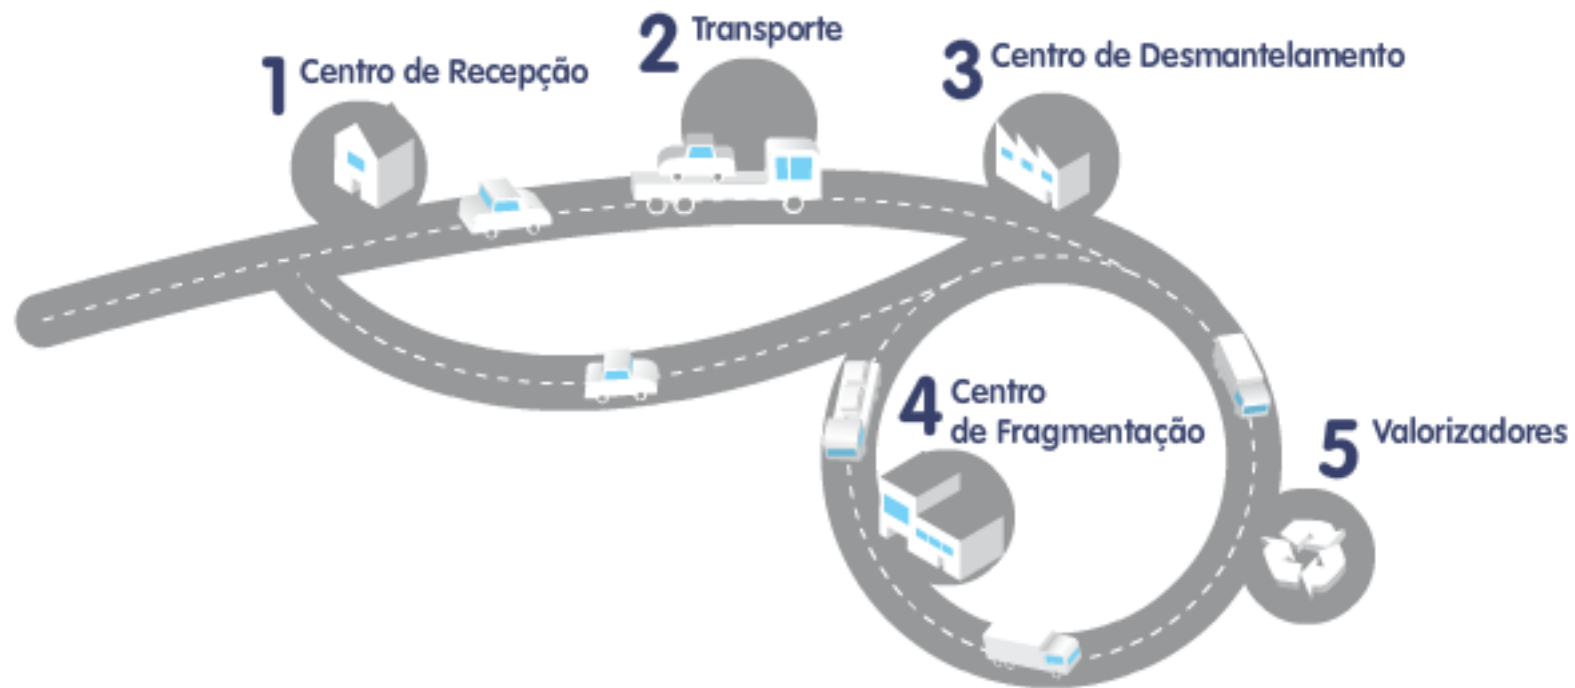 1 Centro de Recepção
2 Transporte
3 Centro de Desmantelamento
4 Centro
de Fragmentação
5 Valorizadores